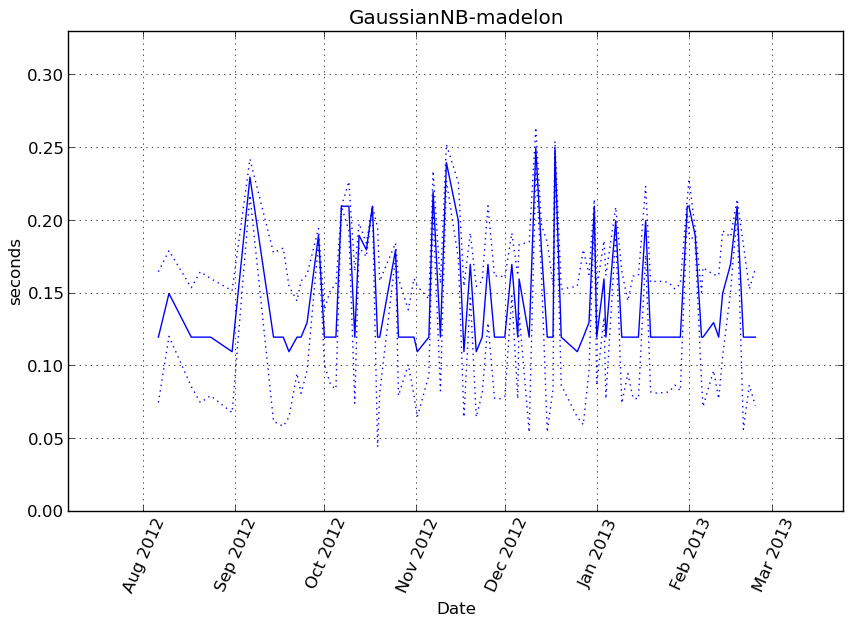 GaussianNB-madelon
0.30
0.25
0.20
0.15
0.10
0.05
0.00
seconds
Aug 2012
Sep 2012
Oct 2012
Nov 2012
Dec 2012
Jan 2013
Feb 2013
Mar 2013
Date